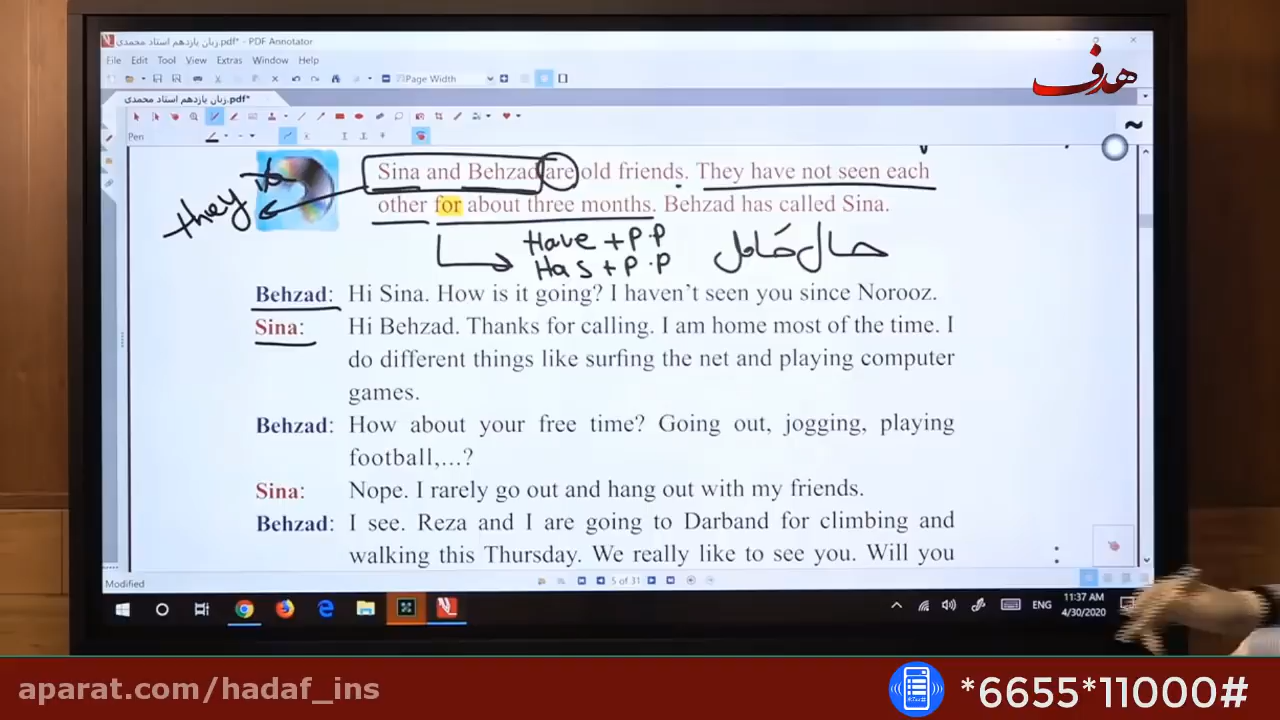 زبان یازدهم استاد محمدی.pdf* - PDF Annotator
File Edit Tool View Extras Window Help
هدف
Page Width
زبان یازدهم استاد محمدی.pdf*
Pen
Sina and Behzad are old friends. They have not seen each
they
other for about three months. Behzad has called Sina.
Have + P.P
Has + P.P
حال کامل
Behzad: Hi Sina. How is it going? I haven't seen you since Norooz.
Sina: Hi Behzad. Thanks for calling. I am home most of the time. I
do different things like surfing the net and playing computer
games.
Behzad: How about your free time? Going out, jogging, playing
football,...?
Sina: Nope. I rarely go out and hang out with my friends.
Behzad: I see. Reza and I are going to Darband for climbing and
walking this Thursday. We really like to see you. Will you
Modified
5 of 31
ENG
11:37 AM
4/30/2020
aparat.com/hadaf_ins
*6655*11000#